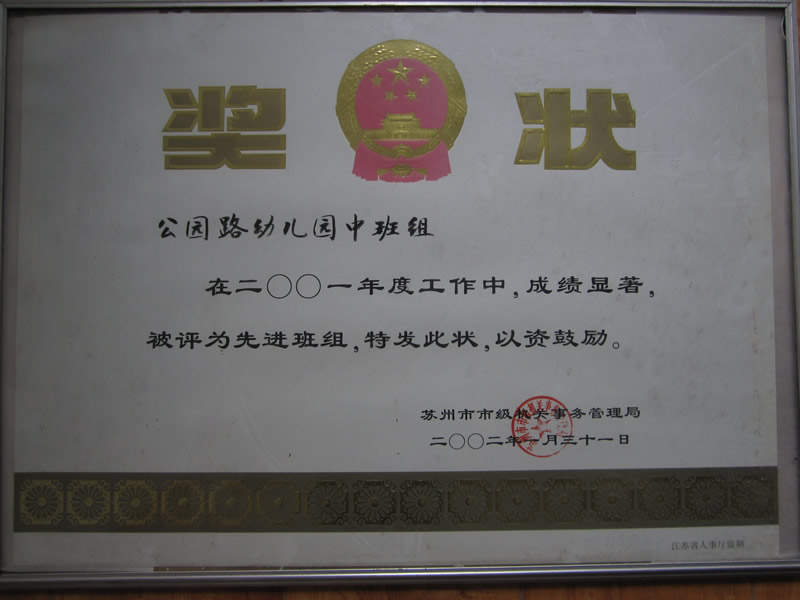 奖状
公园路幼儿园中班组
在二〇〇一年度工作中，成绩显著，
被评为先进班组，特发此状，以资鼓励。
苏州市市级机关事务管理局
二〇〇二年一月三十一日
江苏省人事厅监制